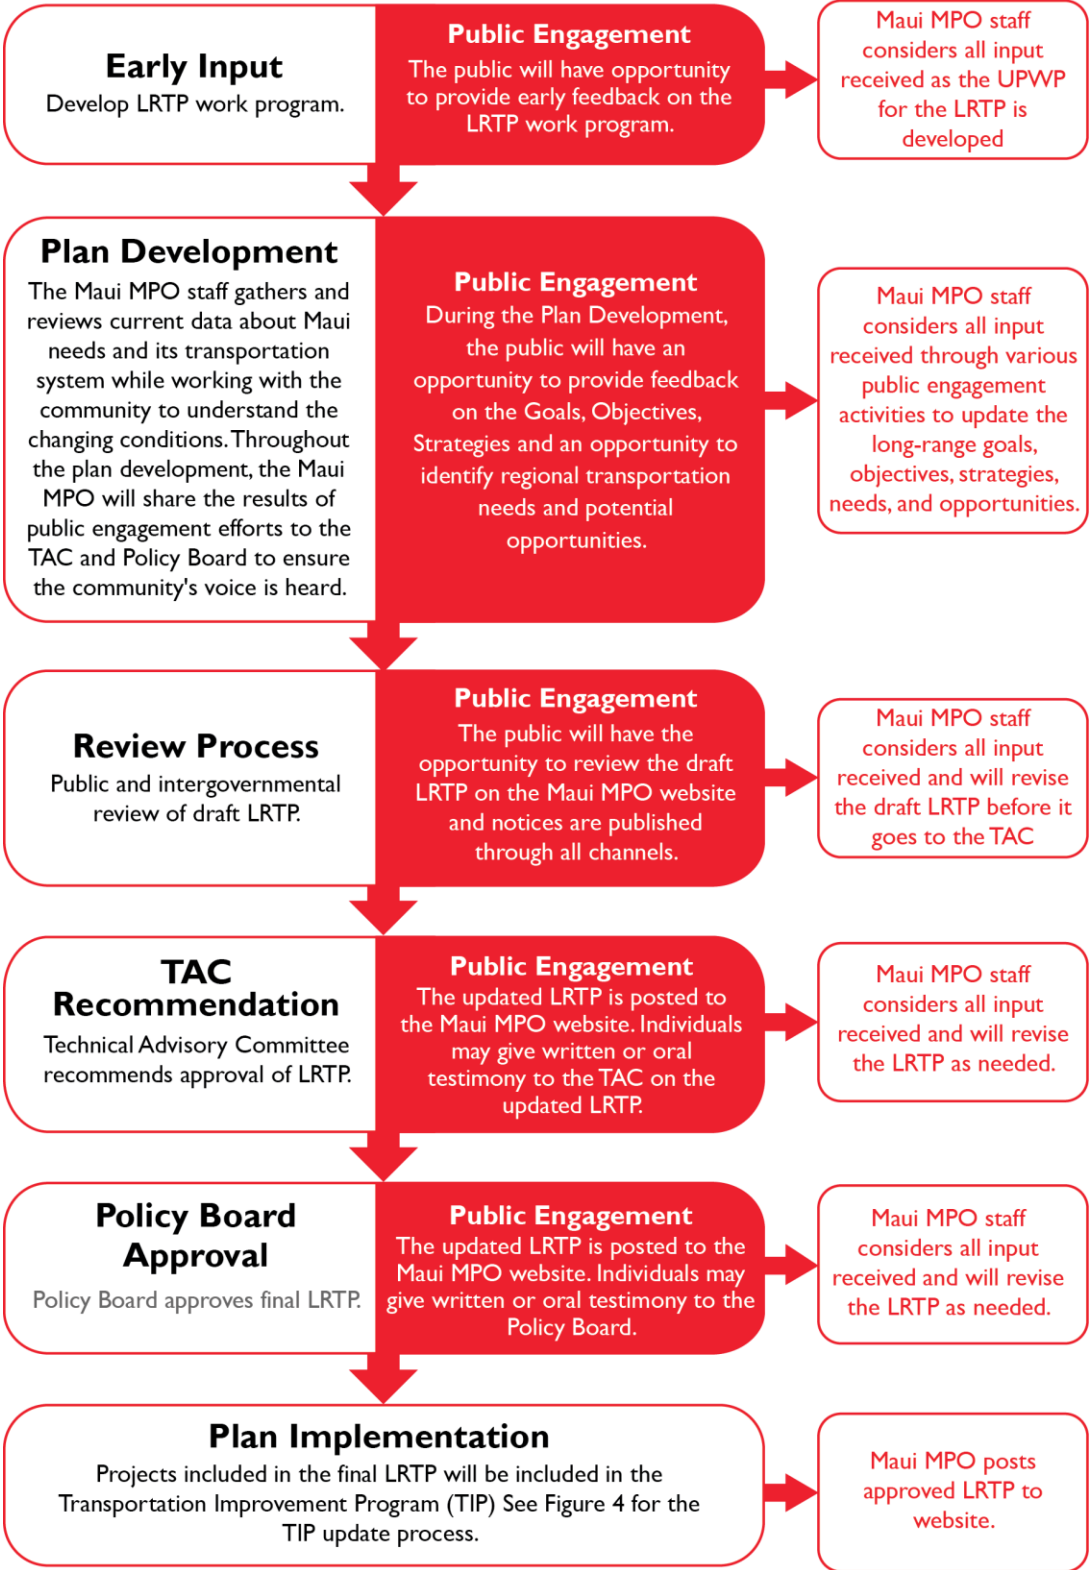 Early Input
Develop LRTP work program.
Public Engagement
The public will have opportunity
to provide early feedback on the
LRTP work program.
Maui MPO staff
considers all input
received as the UPWP
for the LRTP is
developed
Plan Development
The Maui MPO staff gathers and
reviews current data about Maui
needs and its transportation
system while working with the
community to understand the
changing conditions. Throughout
the plan development, the Maui
MPO will share the results of
public engagement efforts to the
TAC and Policy Board to ensure
the community's voice is heard.
Public Engagement
During the Plan Development,
the public will have an
opportunity to provide feedback
on the Goals, Objectives,
Strategies and an opportunity to
identify regional transportation
needs and potential
opportunities.
Maui MPO staff
considers all input
received through various
public engagement
activities to update the
long-range goals,
objectives, strategies,
needs, and opportunities.
Review Process
Public and intergovernmental
review of draft LRTP.
Public Engagement
The public will have the
opportunity to review the draft
LRTP on the Maui MPO website
and notices are published
through all channels.
Maui MPO staff
considers all input
received and will revise
the draft LRTP before it
goes to the TAC
TAC
Recommendation
Technical Advisory Committee
recommends approval of LRTP.
Public Engagement
The updated LRTP is posted to
the Maui MPO website. Individuals
may give written or oral
testimony to the TAC on the
updated LRTP.
Maui MPO staff
considers all input
received and will revise
the LRTP as needed.
Policy Board
Approval
Policy Board approves final LRTP.
Public Engagement
The updated LRTP is posted to the
Maui MPO website. Individuals may
give written or oral testimony to the
Policy Board.
Maui MPO staff
considers all input
received and will revise
the LRTP as needed.
Plan Implementation
Projects included in the final LRTP will be included in the
Transportation Improvement Program (TIP) See Figure 4 for the
TIP update process.
Maui MPO posts
approved LRTP to
website.